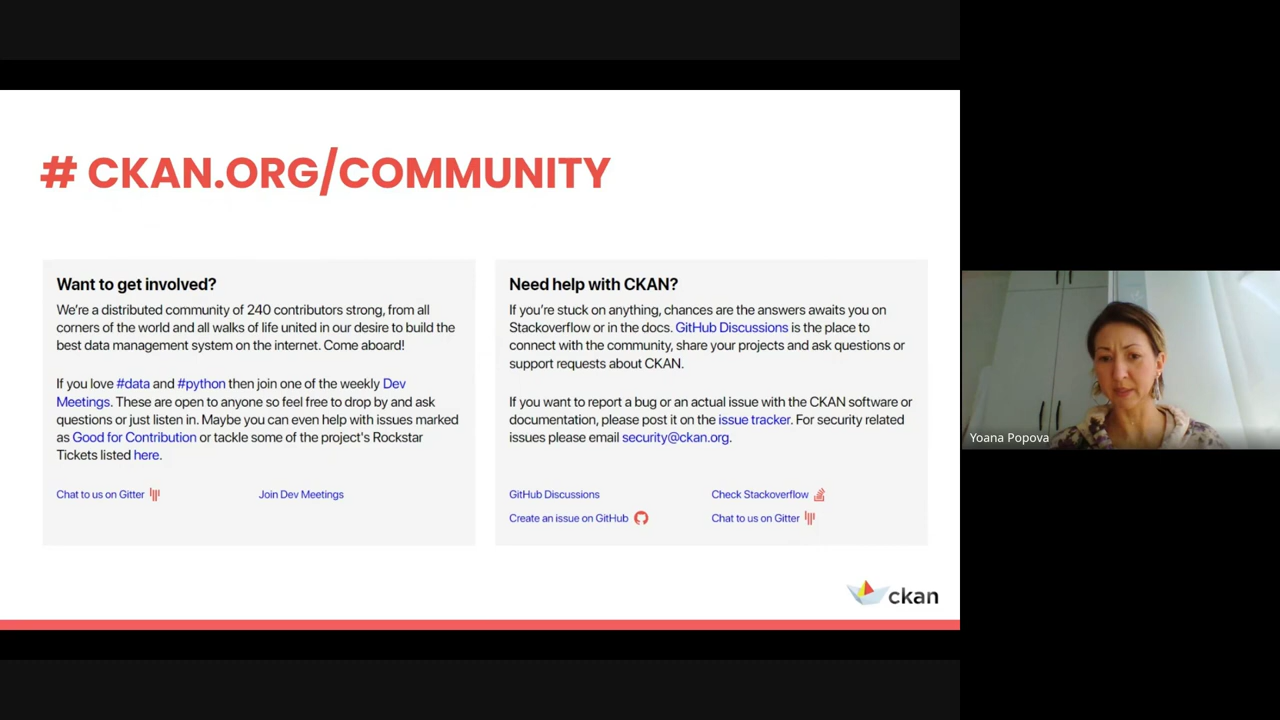 # CKAN.ORG/COMMUNITY
Want to get involved?
We're a distributed community of 240 contributors strong, from all
corners of the world and all walks of life united in our desire to build the
best data management system on the internet. Come aboard!
If you love #data and #python then join one of the weekly Dev
Meetings. These are open to anyone so feel free to drop by and ask
questions or just listen in. Maybe you can even help with issues marked
as Good for Contribution or tackle some of the project's Rockstar
Tickets listed here.
Chat to us on Gitter
Join Dev Meetings
Need help with CKAN?
If you're stuck on anything, chances are the answers awaits you on
Stackoverflow or in the docs. GitHub Discussions is the place to
connect with the community, share your projects and ask questions or
support requests about CKAN.
If you want to report a bug or an actual issue with the CKAN software or
documentation, please post it on the issue tracker. For security related
issues please email security@ckan.org.
GitHub Discussions
Check Stackoverflow
Create an issue on GitHub
Chat to us on Gitter
ckan
Yoana Popova